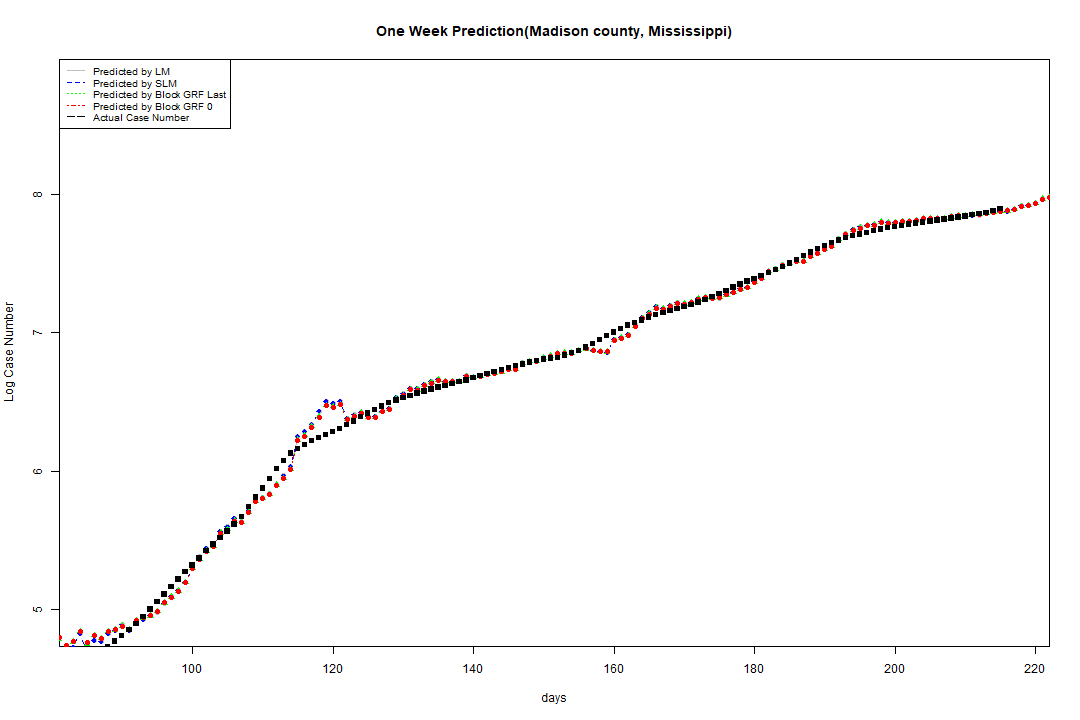 One Week Prediction(Madison county, Mississippi)
Predicted by LM
Predicted by SLM
Predicted by Block GRF Last
Predicted by Block GRF 0
Actual Case Number
8
7
6
5
Log Case Number
100 120 140 160 180 200 220
days